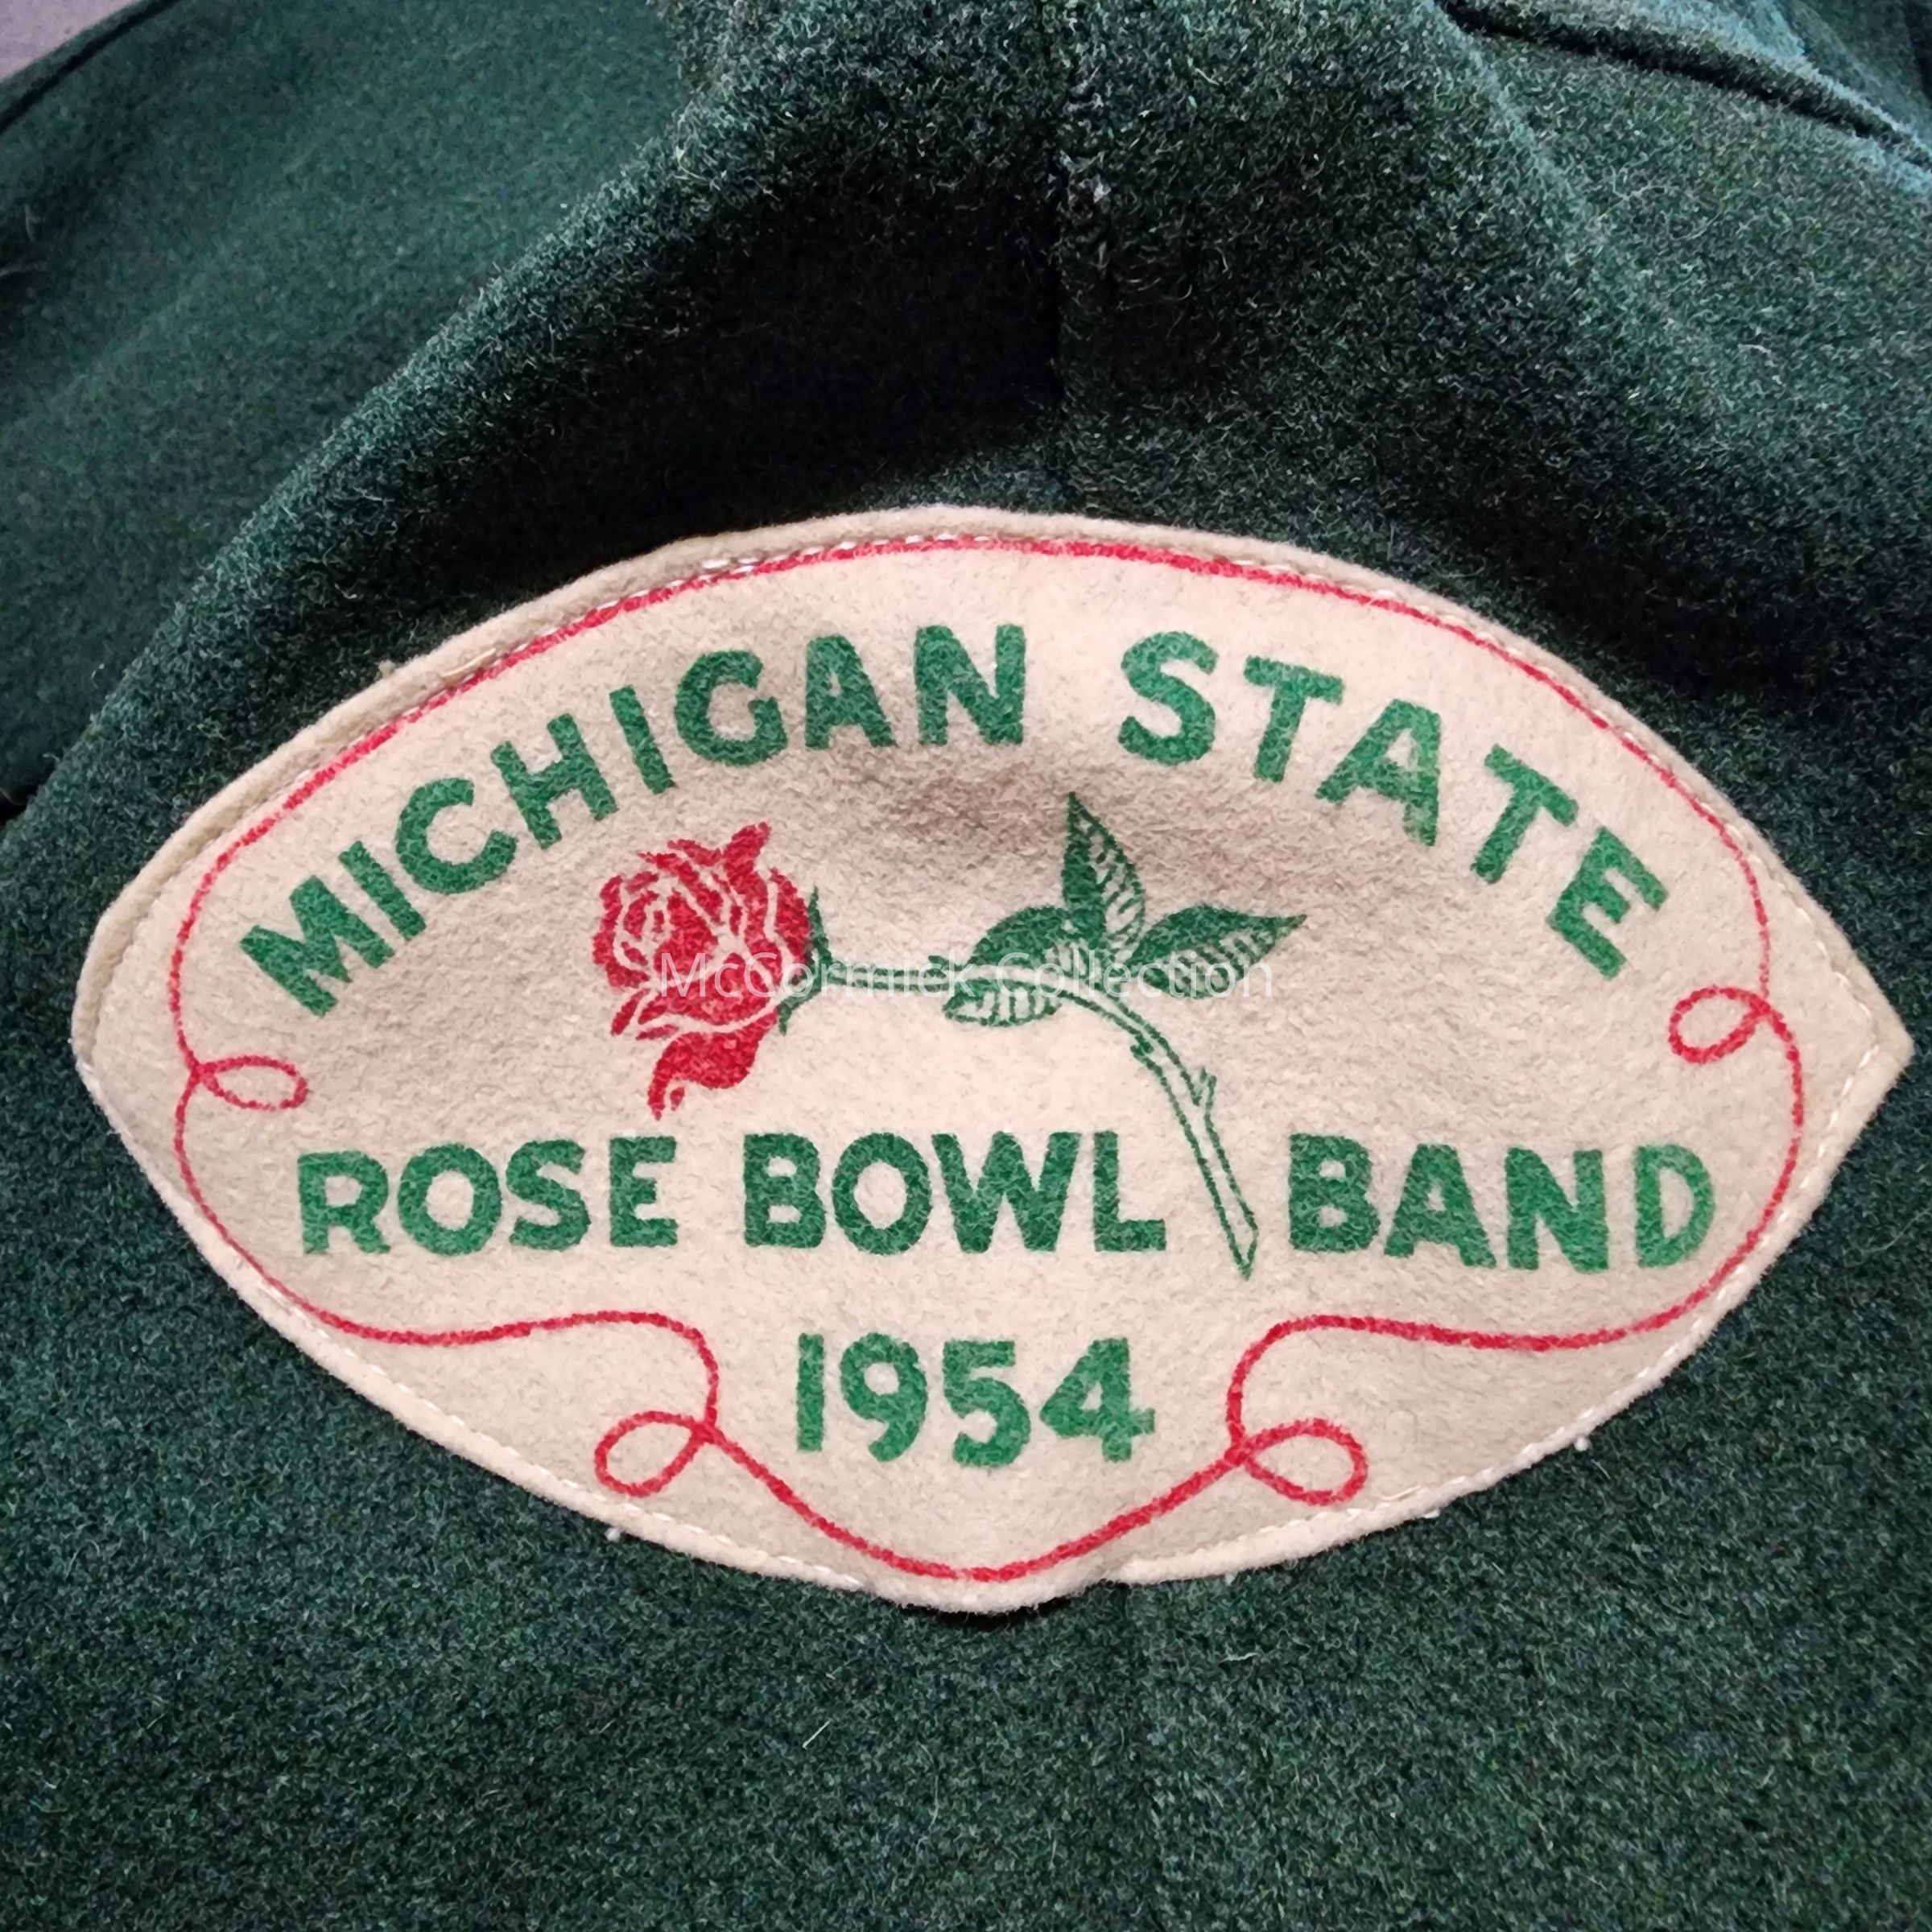 MICHIGAN STATE
McCormick Collection
ROSE BOWL BAND
1954